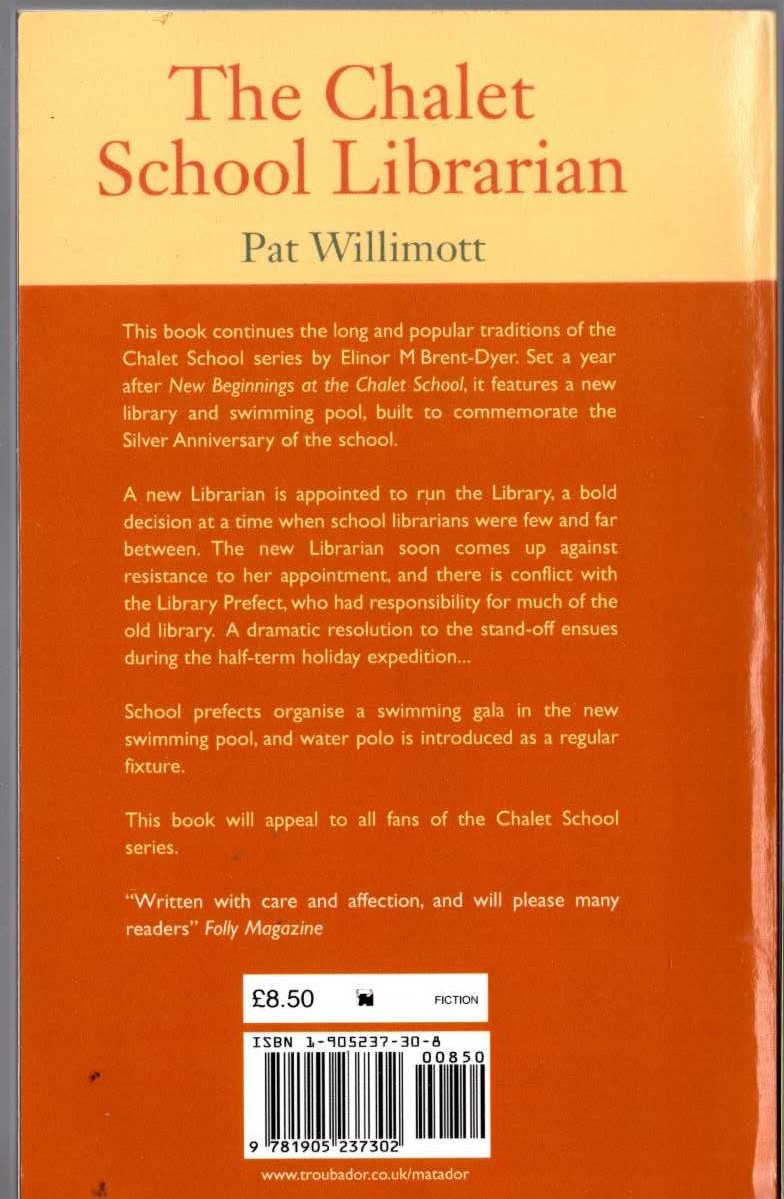 The Chalet
School Librarian
Pat Willimott
This book continues the long and popular traditions of the
Chalet School series by Elinor M Brent-Dyer. Set a year
after New Beginnings at the Chalet School, it features a new
library and swimming pool, built to commemorate the
Silver Anniversary of the school.
A new Librarian is appointed to run the Library, a bold
decision at a time when school librarians were few and far
between. The new Librarian soon comes up against
resistance to her appointment, and there is conflict with
the Library Prefect, who had responsibility for much of the
old library. A dramatic resolution to the stand-off ensues
during the half-term holiday expedition...
School prefects organise a swimming gala in the new
swimming pool, and water polo is introduced as a regular
fixture.
This book will appeal to all fans of the Chalet School
series.
“Written with care and affection, and will please many
readers” Folly Magazine
£8.50 FICTION
ISBN 1-905237-30-8
00850
9 781905 237302
www.troubador.co.uk/matador